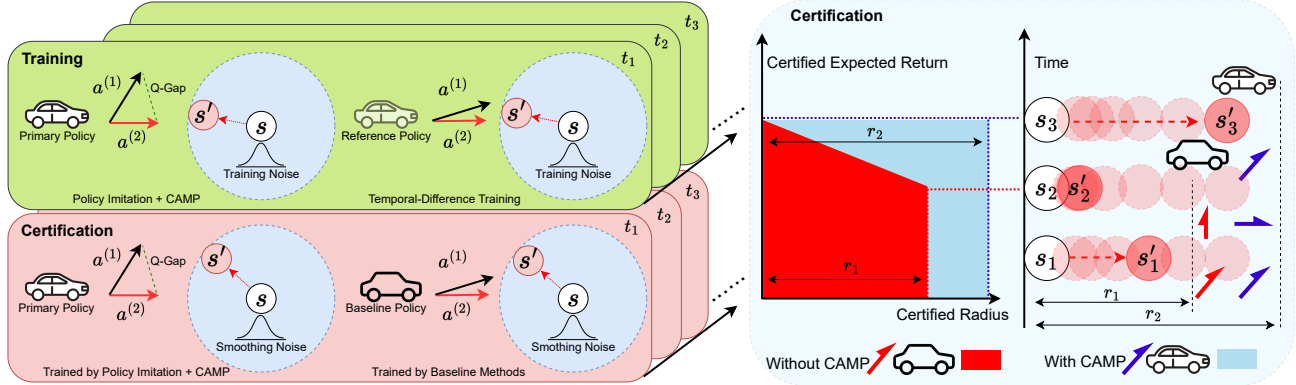 Training
t₁
t₂
t₃
a⁽¹⁾
Q-Gap
a⁽²⁾
Primary Policy
s'
s
Training Noise
Policy Imitation + CAMP
a⁽¹⁾
a⁽²⁾
Reference Policy
s'
s
Training Noise
Temporal-Difference Training
Certification
t₁
t₂
t₃
a⁽¹⁾
Q-Gap
a⁽²⁾
Primary Policy
s'
s
Smoothing Noise
Trained by Policy Imitation + CAMP
a⁽¹⁾
a⁽²⁾
Baseline Policy
s'
s
Smoothing Noise
Trained by Baseline Methods
Certification
Certified Expected Return
r₂
r₁
Certified Radius
Time
s₃
s'₃
s₂
s'₂
s₁
s'₁
r₁
r₂
Without CAMP
With CAMP